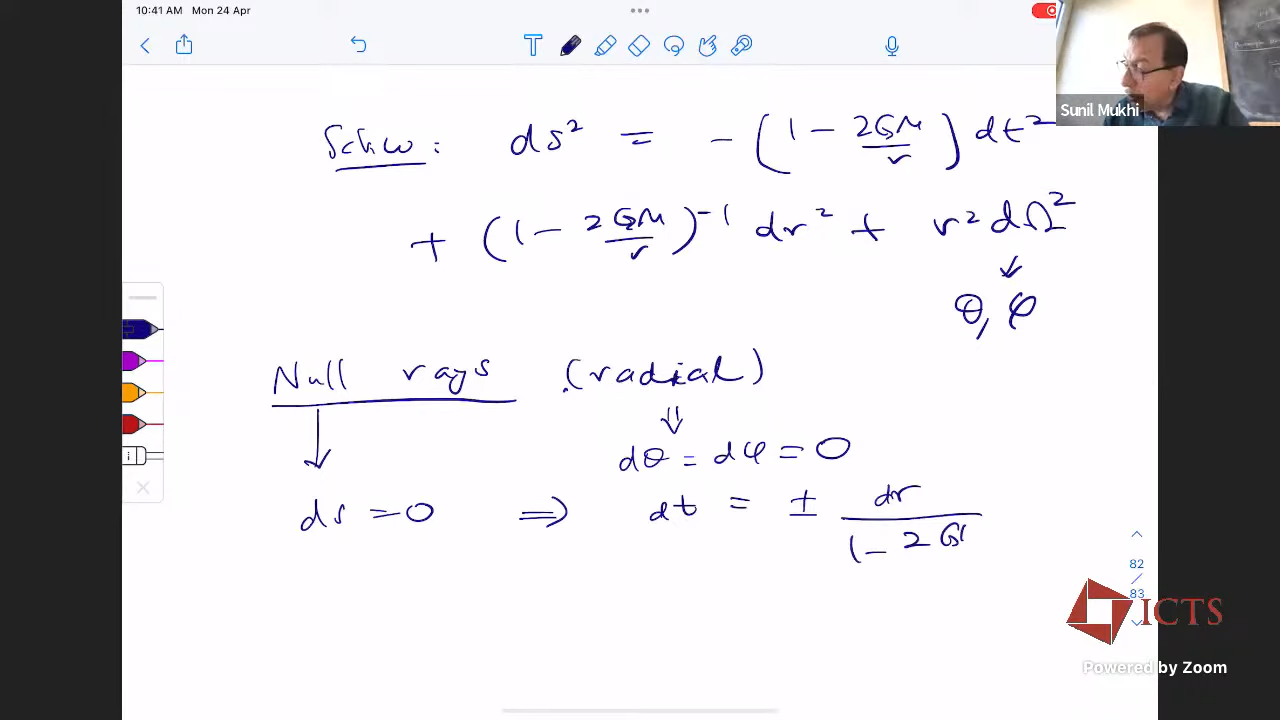 10:41 AM Mon 24 Apr
Sunil Mukhi
Schw : ds² = - (1 - 2GM/r) dt²
+ (1 - 2GM/r)⁻¹ dr² + r² dΩ²
↓
θ, φ
Null rays (radial)
↓ ⇓
dθ = dφ = 0
ds = 0 ⇒ dt = ± dr/(1 - 2G
82
/
83
ICTS
Powered by Zoom